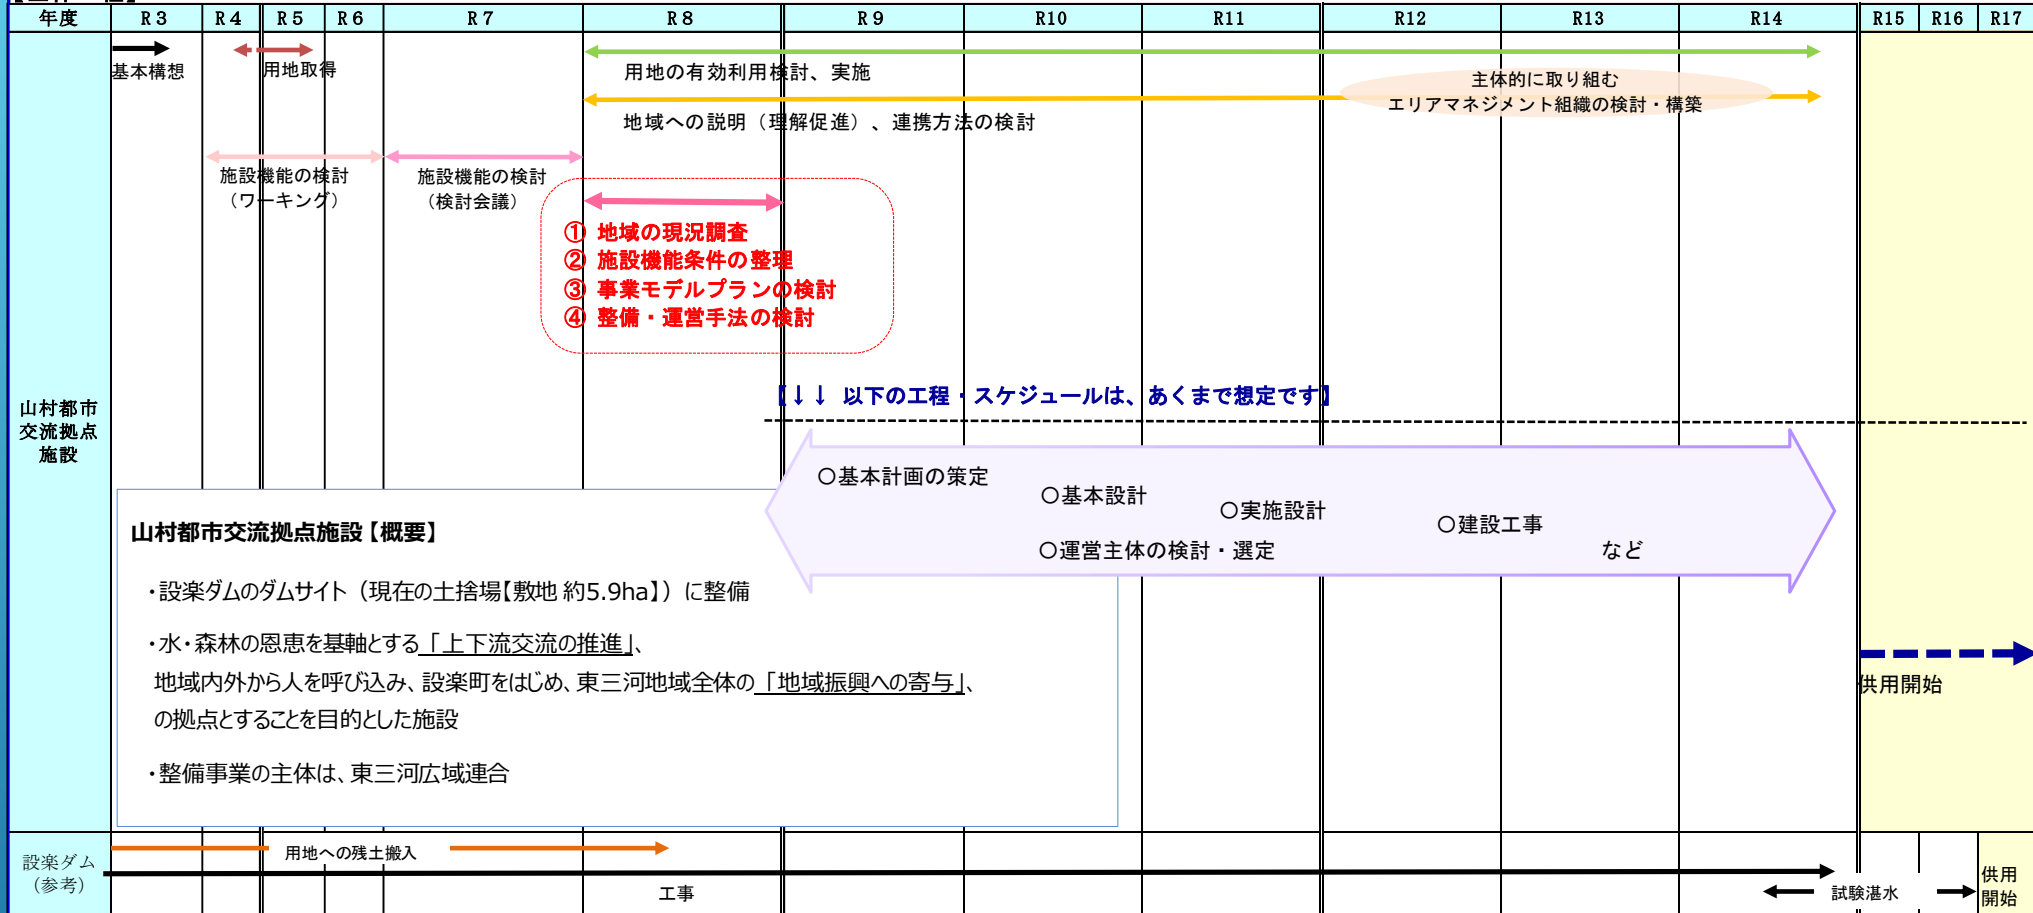 年度 R3 R4 R5 R6 R7 R8 R9 R10 R11 R12 R13 R14 R15 R16 R17
山村都市
交流拠点
施設
基本構想
用地取得
用地の有効利用検討、実施
主体的に取り組む
エリアマネジメント組織の検討・構築
地域への説明（理解促進）、連携方法の検討
施設機能の検討
（ワーキング）
施設機能の検討
（検討会議）
① 地域の現況調査
② 施設機能条件の整理
③ 事業モデルプランの検討
④ 整備・運営手法の検討
【↓↓ 以下の工程・スケジュールは、あくまで想定です】
○基本計画の策定
○基本設計
○実施設計
○建設工事
○運営主体の検討・選定
など
山村都市交流拠点施設【概要】
・設楽ダムのダムサイト（現在の土捨場【敷地 約5.9ha】）に整備
・水・森林の恩恵を基軸とする「上下流交流の推進」、
地域内外から人を呼び込み、設楽町をはじめ、東三河地域全体の「地域振興への寄与」、
の拠点とすることを目的とした施設
・整備事業の主体は、東三河広域連合
供用開始
設楽ダム
（参考）
用地への残土搬入
工事
試験湛水
供用
開始